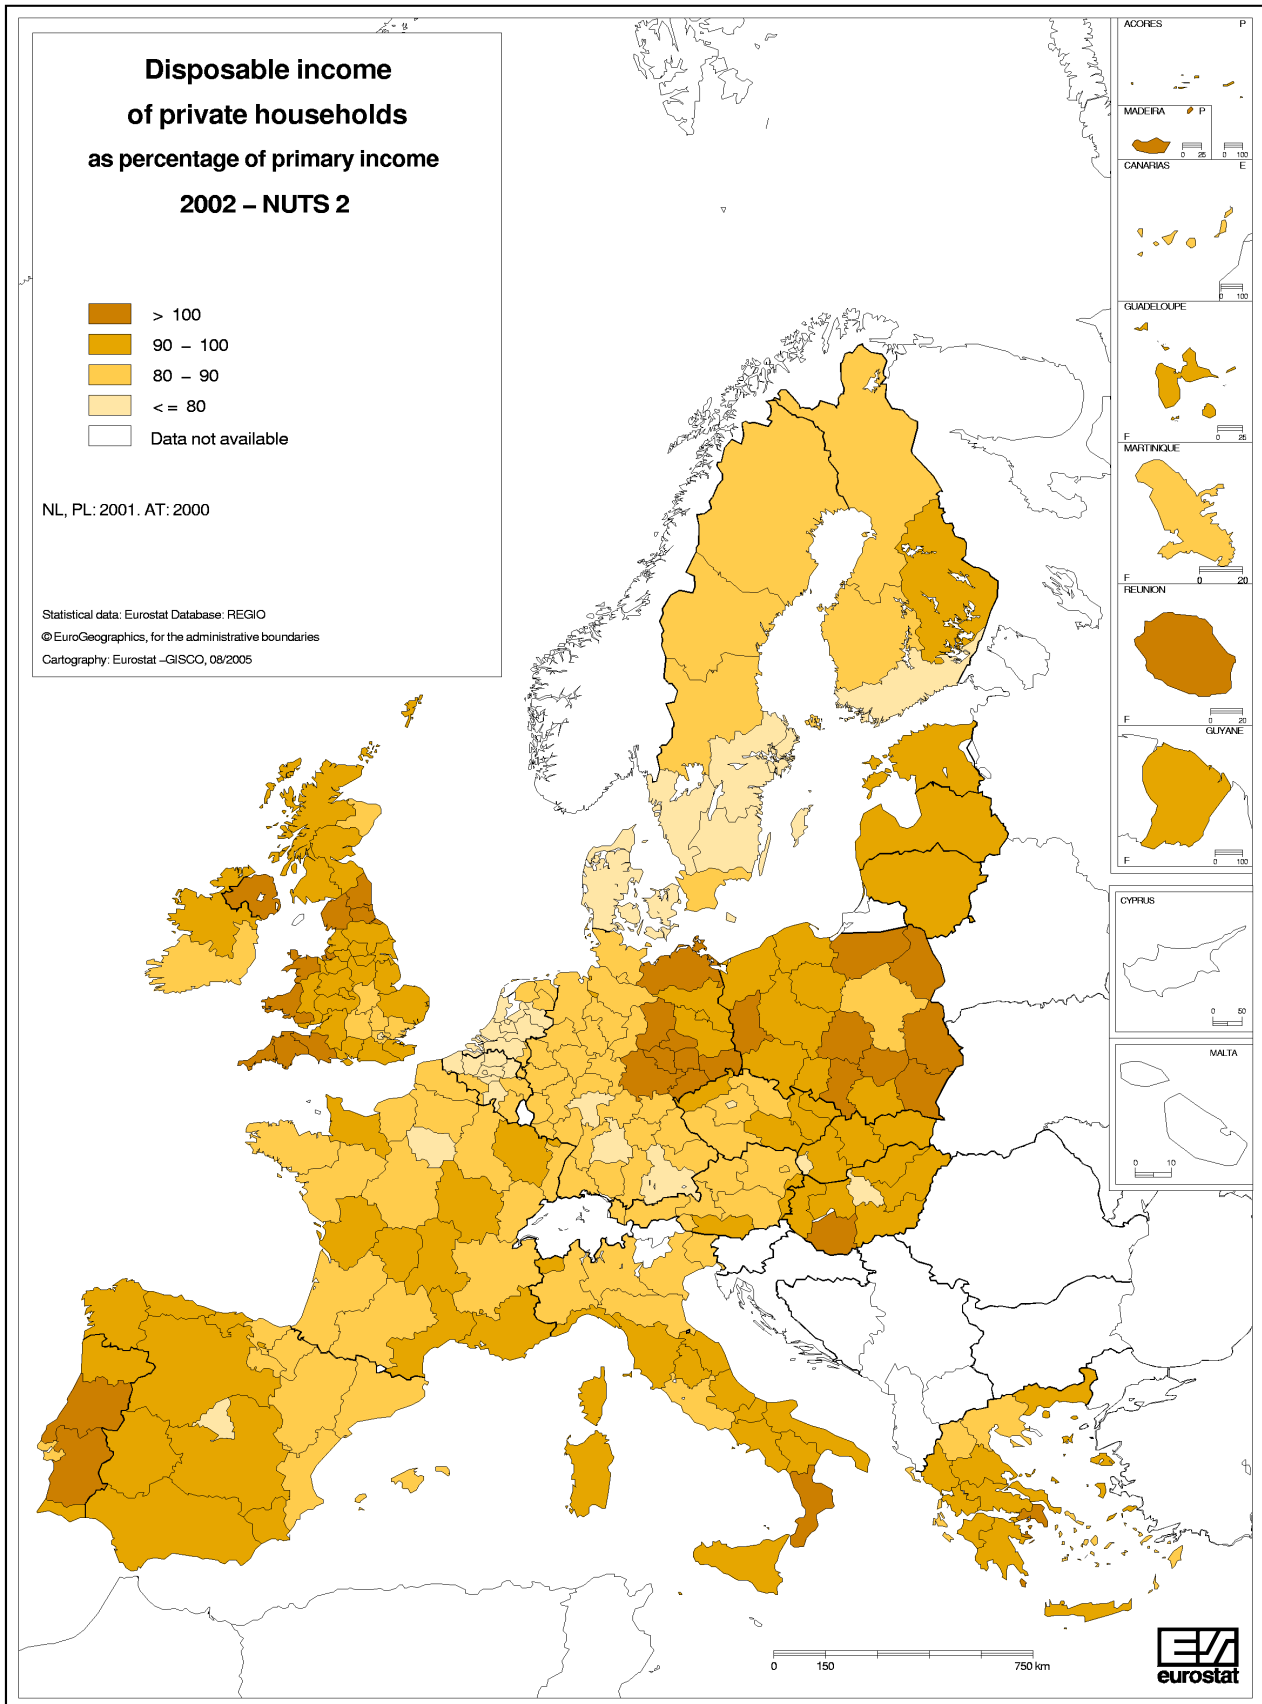 Disposable income
of private households
as percentage of primary income
2002 – NUTS 2
> 100
90 – 100
80 – 90
<= 80
Data not available
NL, PL: 2001. AT: 2000
Statistical data: Eurostat Database: REGIO
© EuroGeographics, for the administrative boundaries
Cartography: Eurostat –GISCO, 08/2005
ACORES P
MADEIRA P
0 25 0 100
CANARIAS E
0 100
GUADELOUPE
F 0 25
MARTINIQUE
F 0 20
REUNION
F 0 20
GUYANE
F 0 100
CYPRUS
0 50
MALTA
0 10
0 150 750 km
eurostat